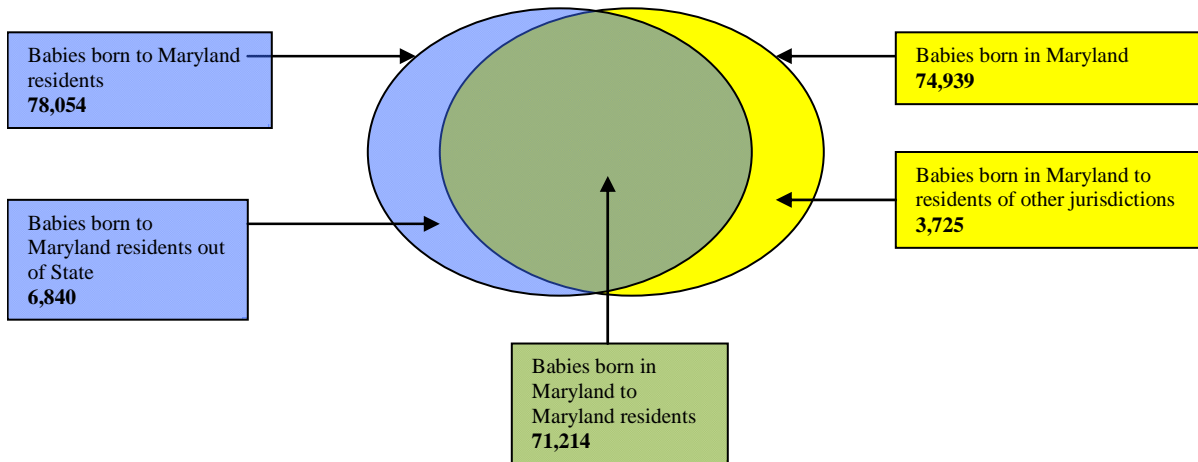 Babies born to Maryland
residents
78,054
Babies born in Maryland
74,939
Babies born to
Maryland residents out
of State
6,840
Babies born in Maryland to
residents of other jurisdictions
3,725
Babies born in
Maryland to
Maryland residents
71,214